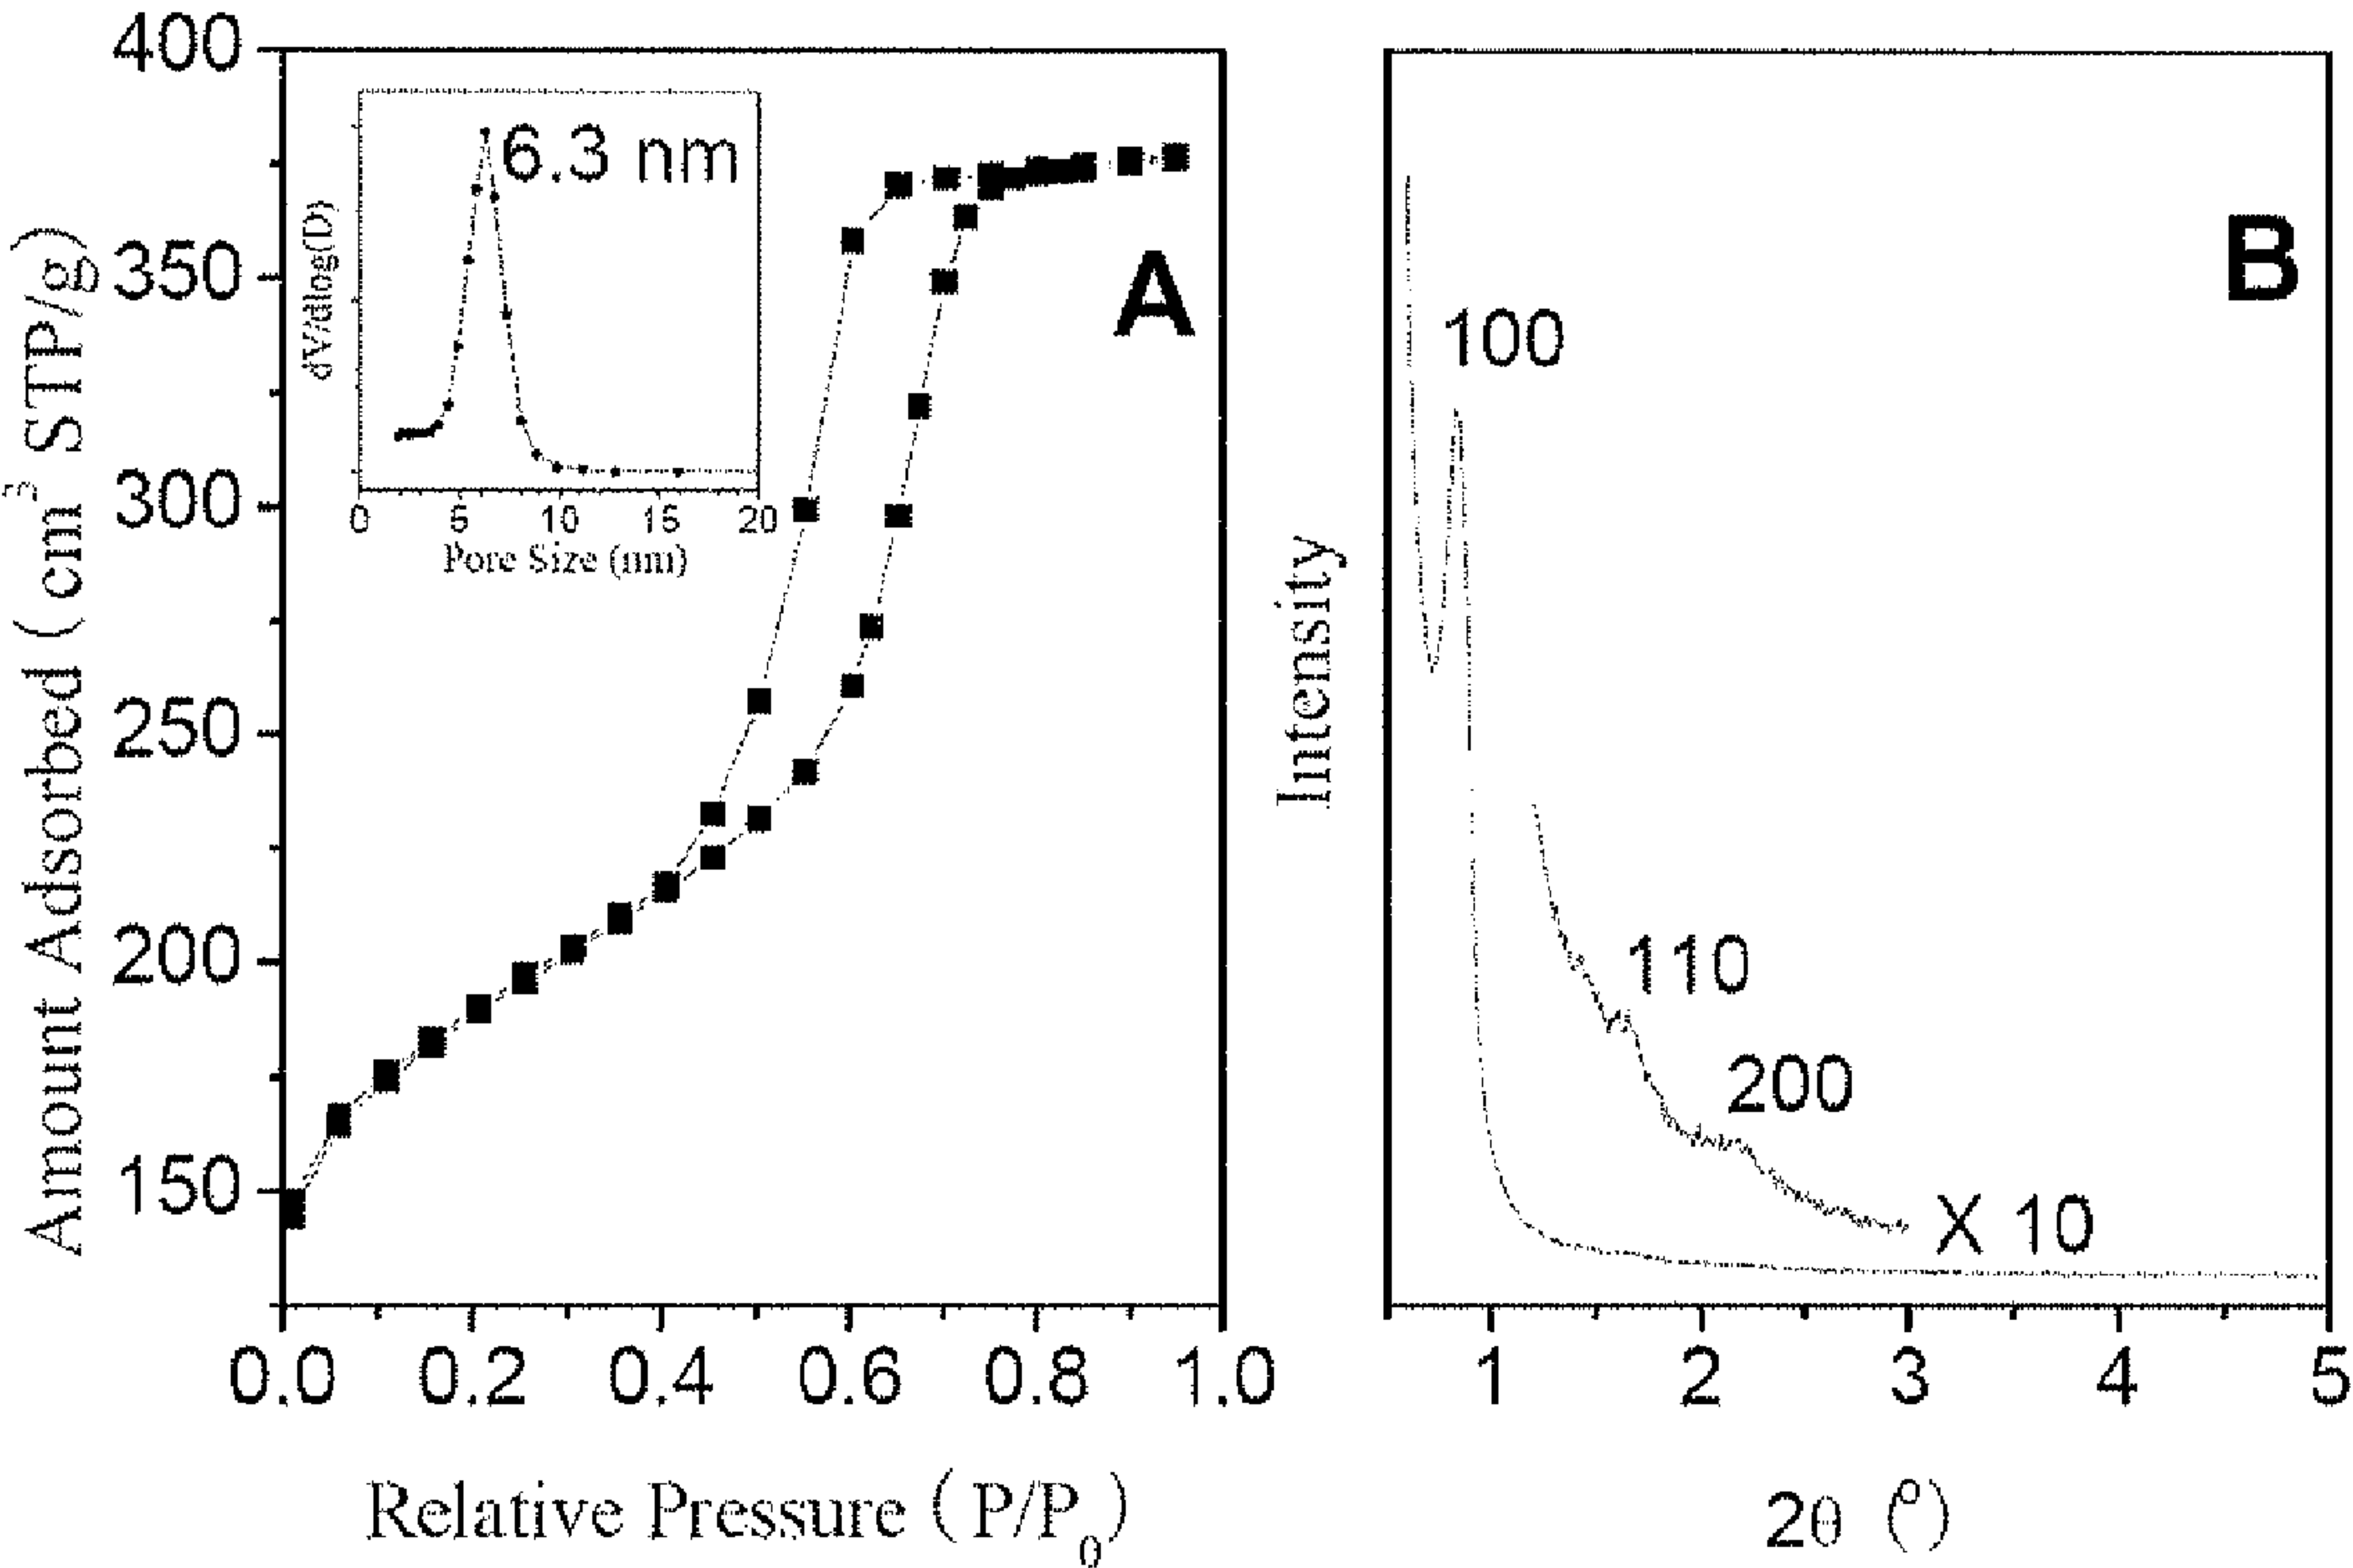 400
350
300
250
200
150
Amount Adsorbed ( cm³ STP/g)
0.0 0.2 0.4 0.6 0.8 1.0
Relative Pressure ( P/P₀)
A
6.3 nm
dV/dlog(D)
0 5 10 15 20
Pore Size (nm)
B
100
110
200
X 10
Intensity
1 2 3 4 5
2θ (º)